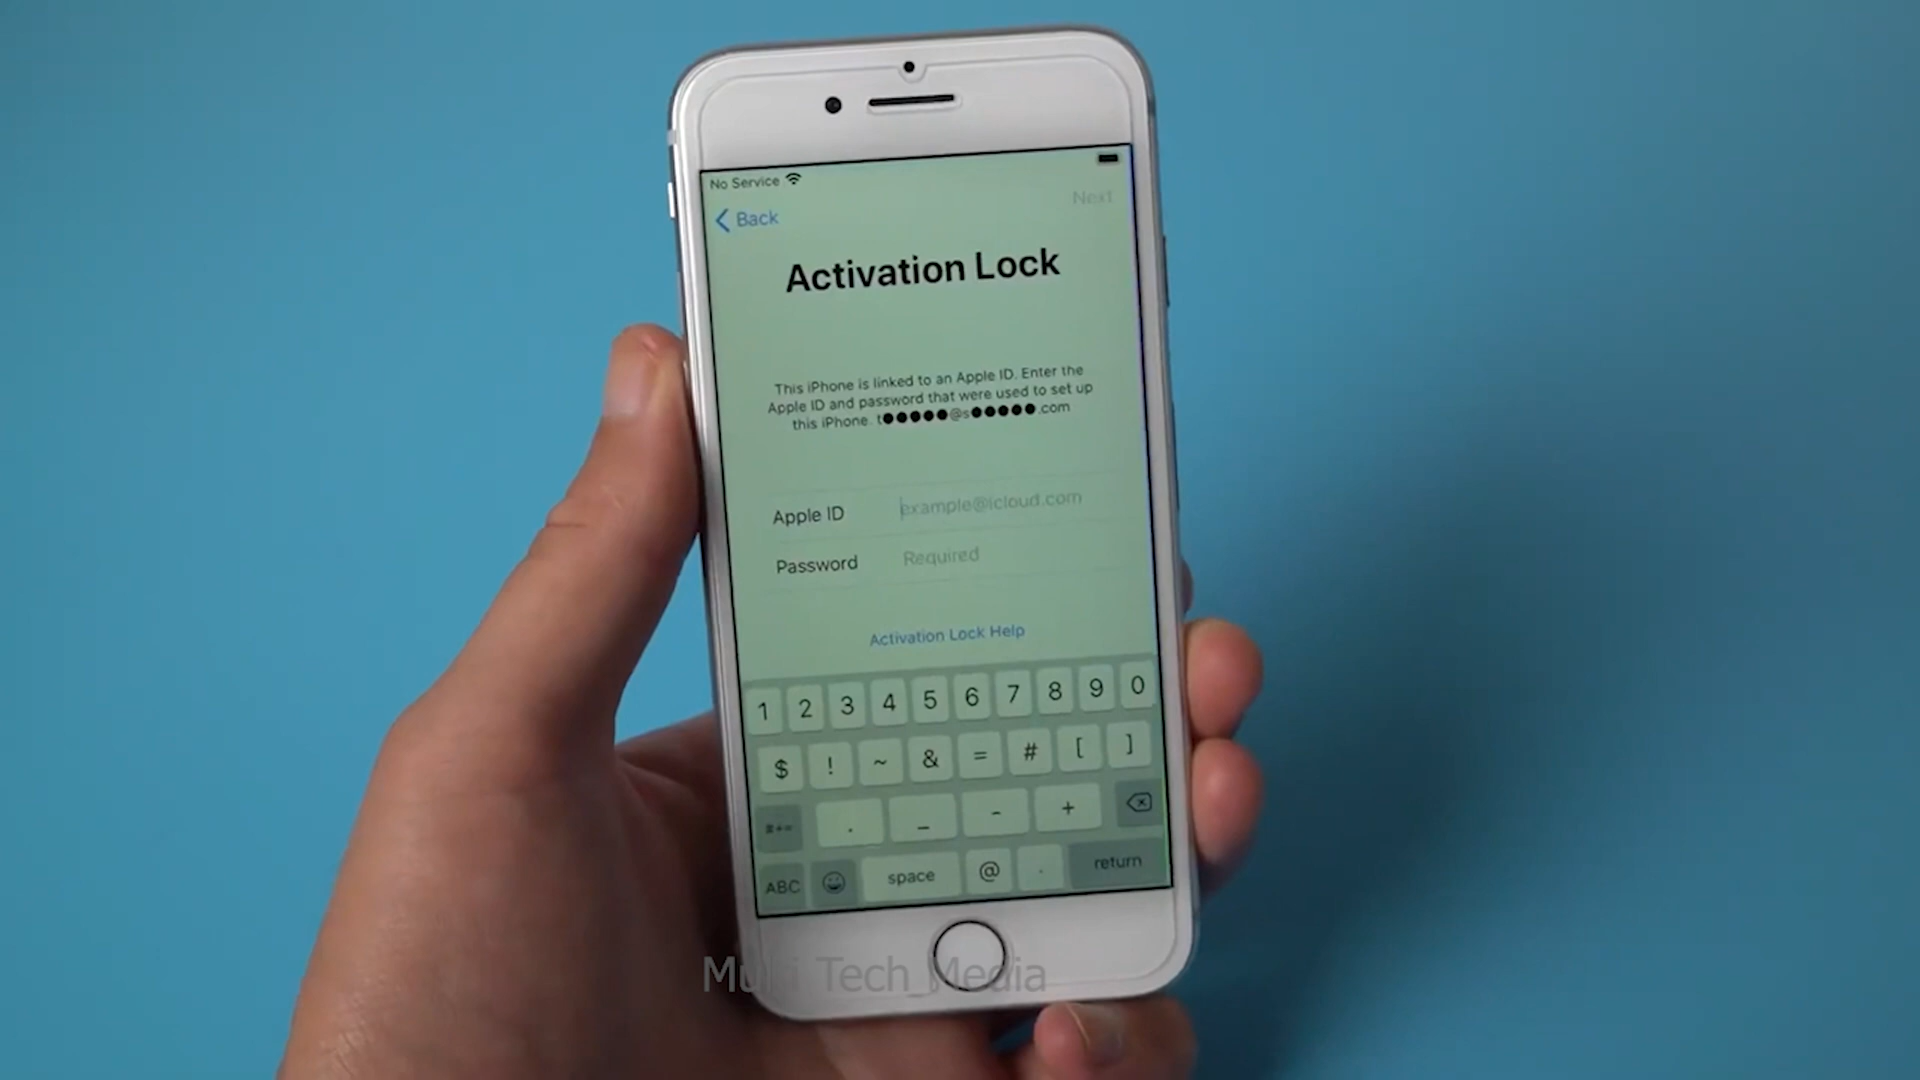 No Service
Next
Back
Activation Lock
This iPhone is linked to an Apple ID. Enter the
Apple ID and password that were used to set up
this iPhone. t●●●●●@s●●●●●.com
Apple ID example@icloud.com
Password Required
Activation Lock Help
1 2 3 4 5 6 7 8 9 0
$ ! ~ & = # [ ]
#+= . _ - +
ABC space @ . return
Multi Tech Media